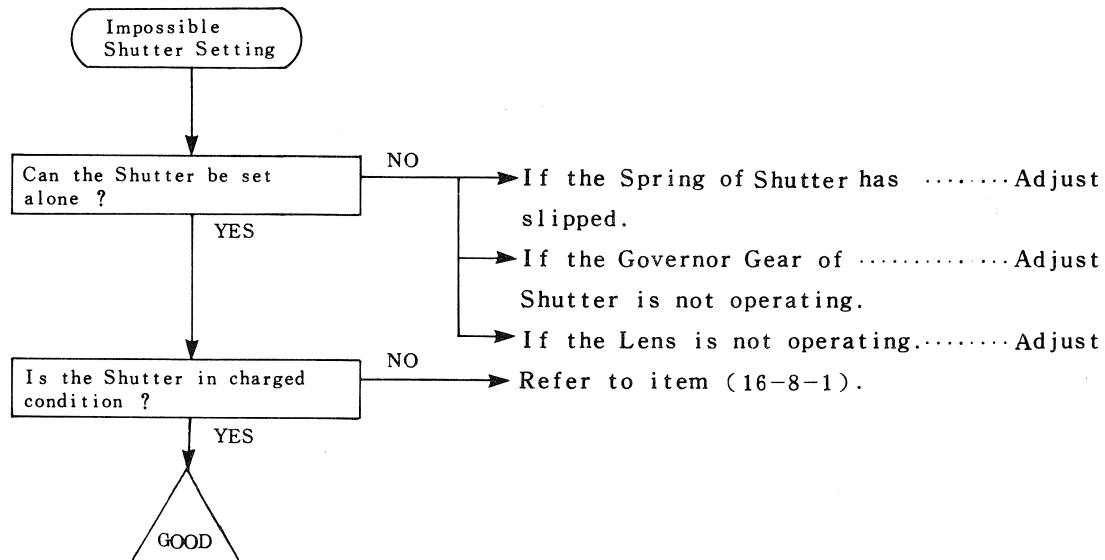 Impossible
Shutter Setting
Can the Shutter be set
alone ?
NO
YES
If the Spring of Shutter has ········ Adjust
slipped.
If the Governor Gear of ·············· Adjust
Shutter is not operating.
If the Lens is not operating.········ Adjust
Is the Shutter in charged
condition ?
NO
Refer to item (16-8-1).
YES
GOOD